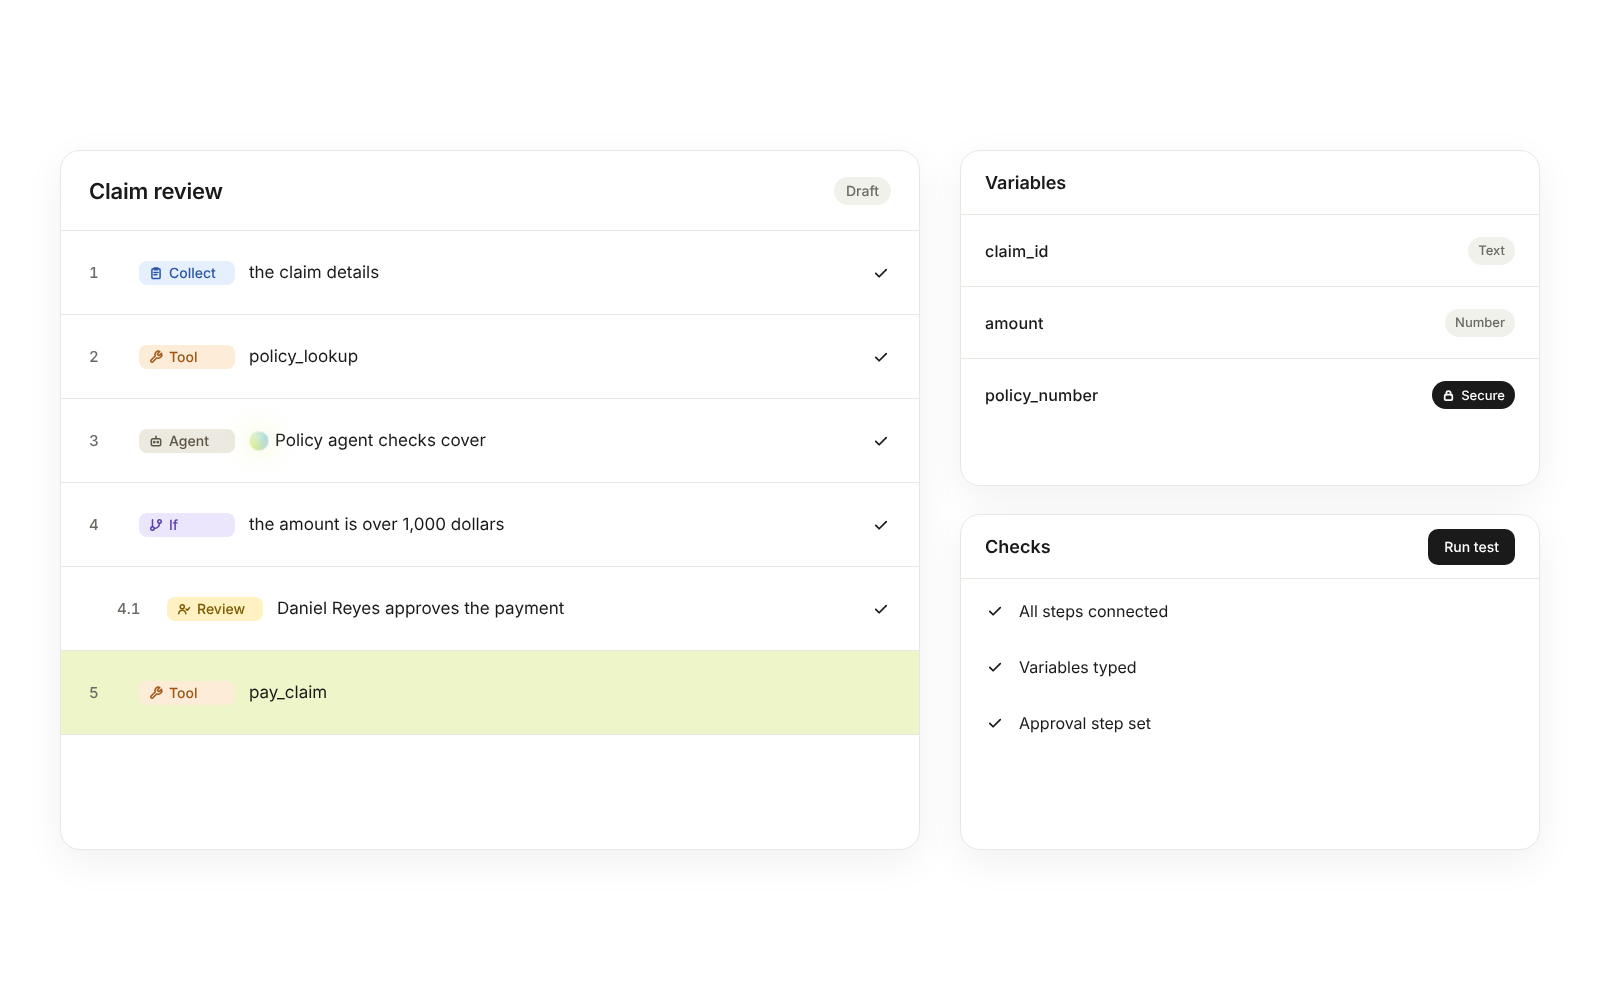 Claim review
Draft
1 Collect the claim details
2 Tool policy_lookup
3 Agent Policy agent checks cover
4 If the amount is over 1,000 dollars
4.1 Review Daniel Reyes approves the payment
5 Tool pay_claim
Variables
claim_id Text
amount Number
policy_number Secure
Checks
Run test
All steps connected
Variables typed
Approval step set